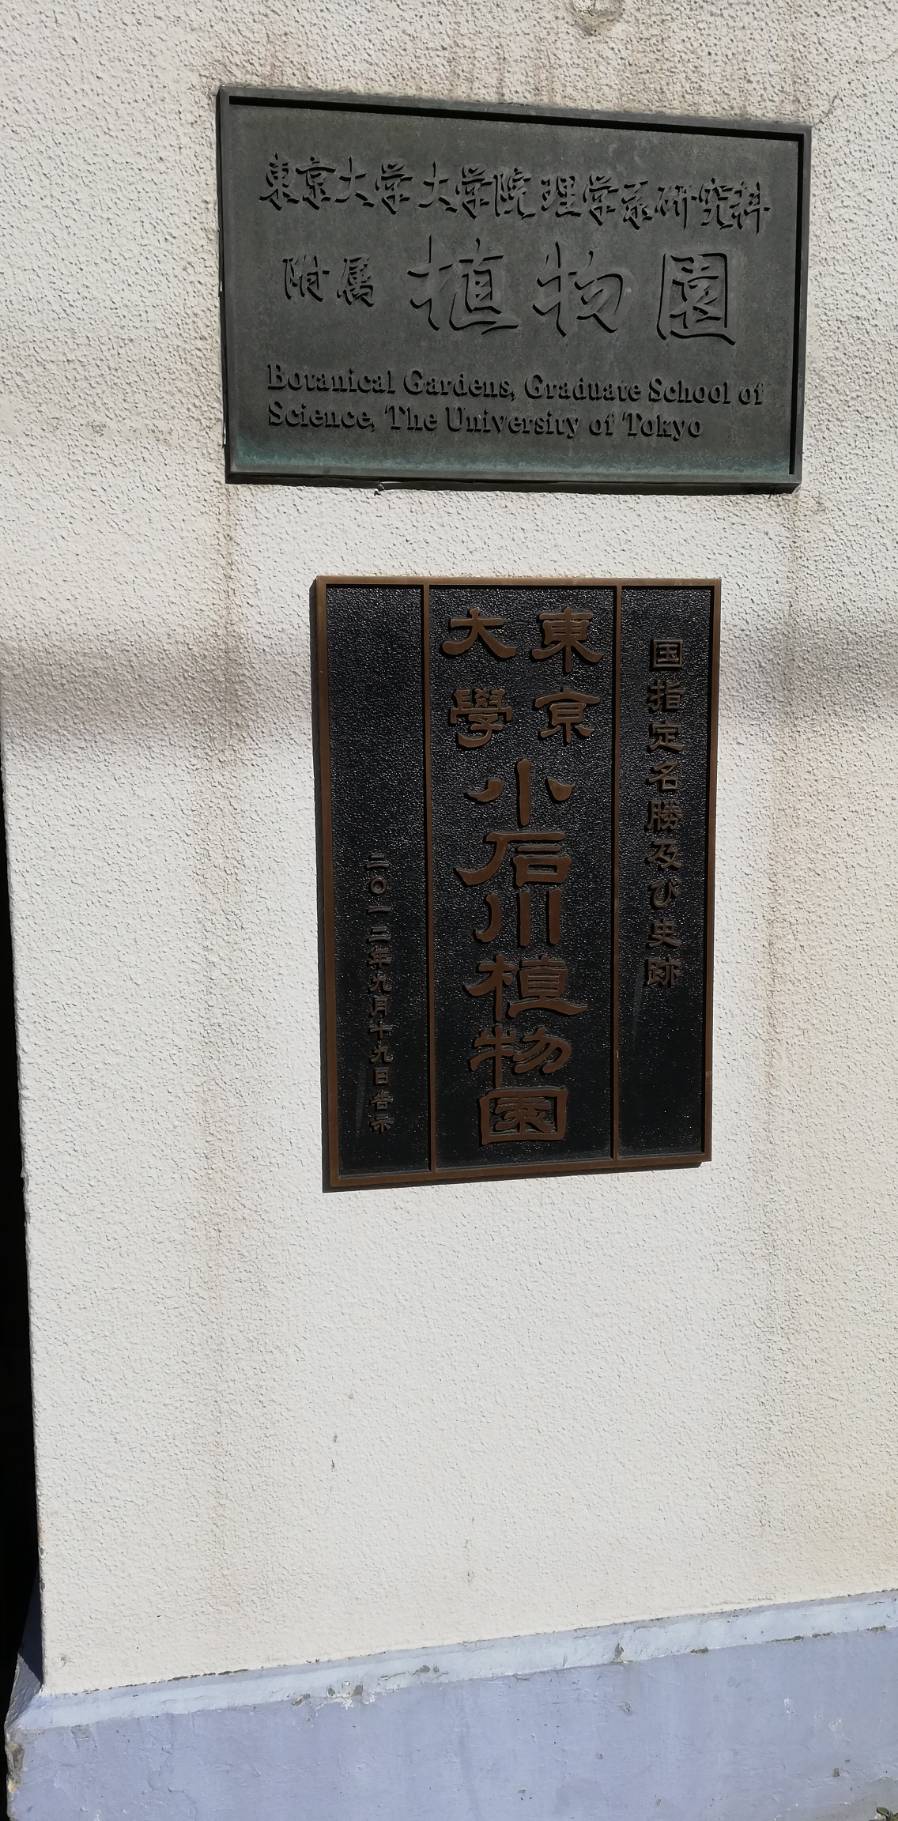 東京大学大学院理学系研究科
附属 植物園
Botanical Gardens, Graduate School of
Science, The University of Tokyo
国指定名勝及び史跡
東京
大學
小石川植物園
二〇一二年九月十九日告示